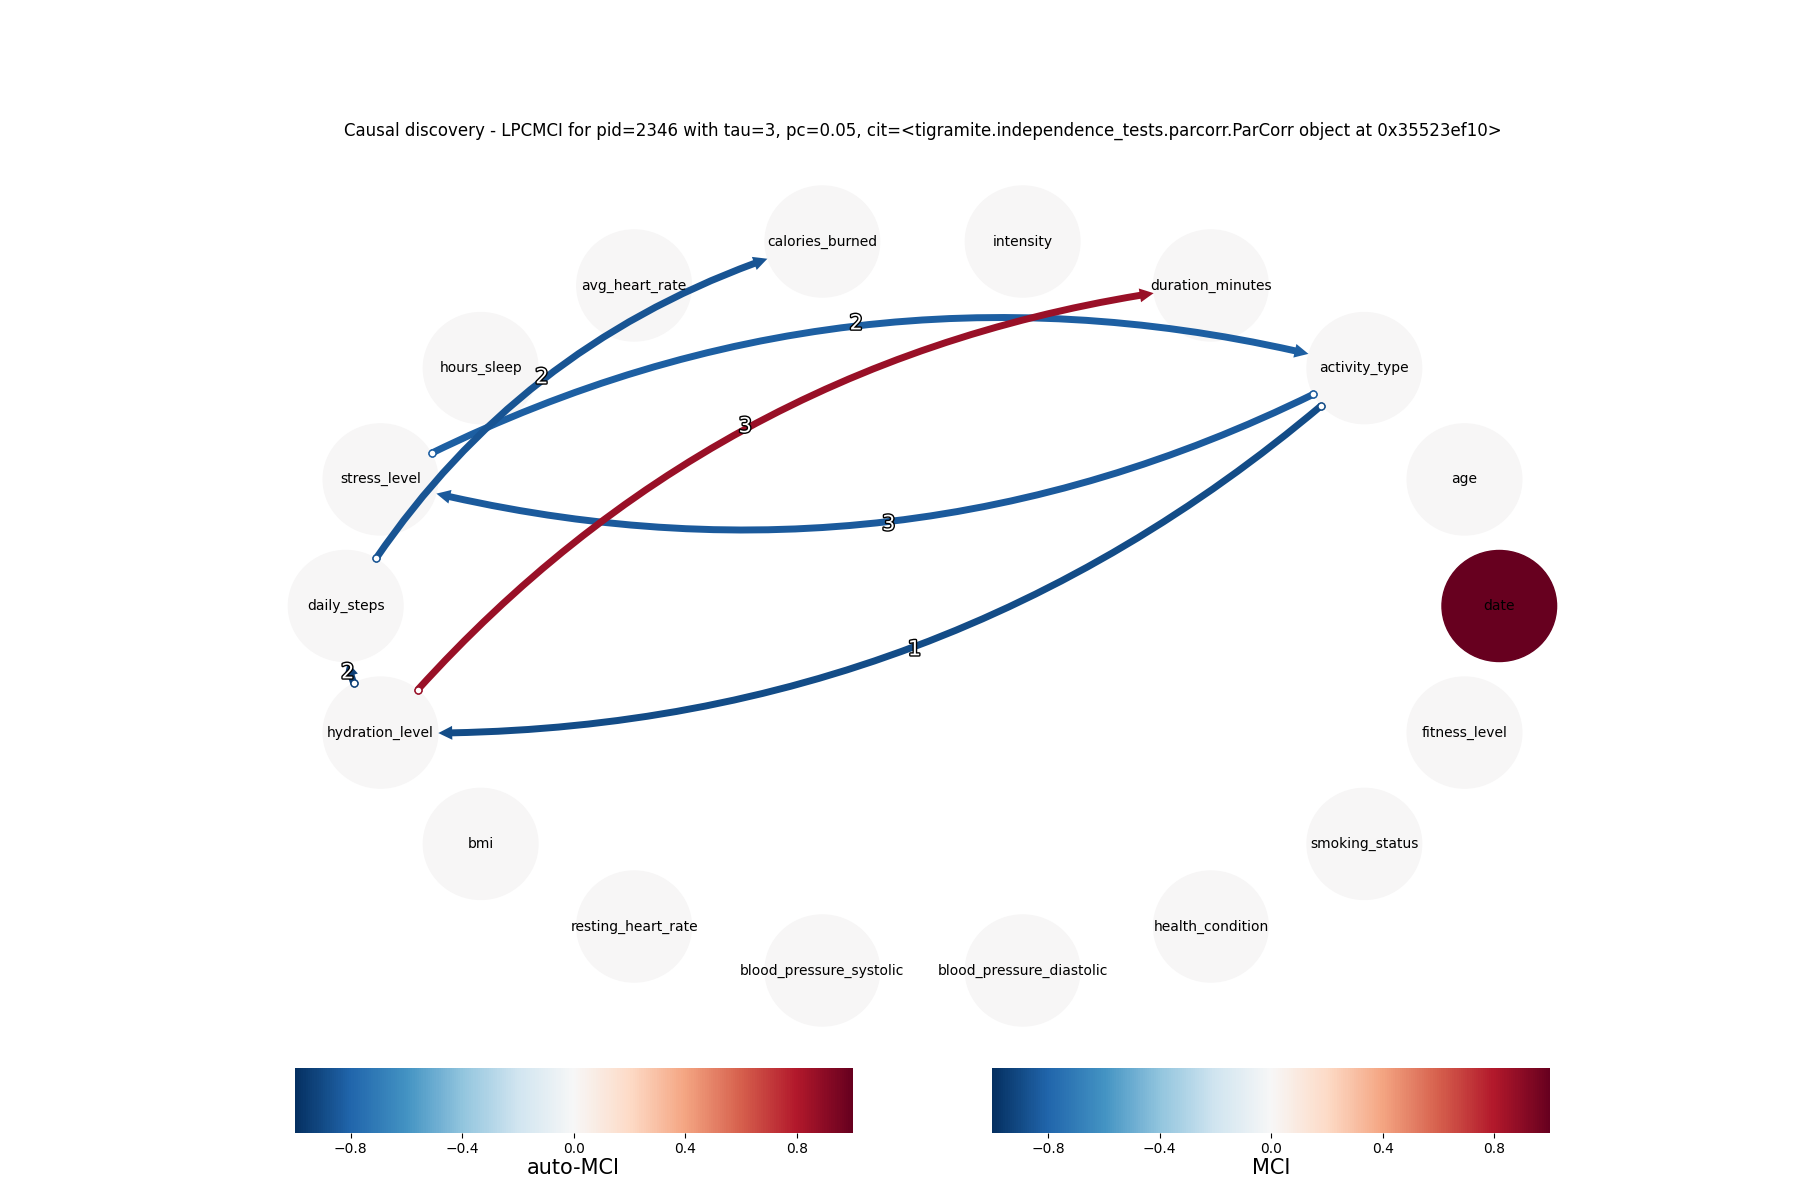 Causal discovery - LPCMCI for pid=2346 with tau=3, pc=0.05, cit=<tigramite.independence_tests.parcorr.ParCorr object at 0x35523ef10>
calories_burned
intensity
avg_heart_rate
duration_minutes
2
hours_sleep
2
activity_type
3
stress_level
age
3
daily_steps
date
1
2
hydration_level
fitness_level
bmi
smoking_status
resting_heart_rate
health_condition
blood_pressure_systolic
blood_pressure_diastolic
−0.8 −0.4 0.0 0.4 0.8
auto-MCI
−0.8 −0.4 0.0 0.4 0.8
MCI